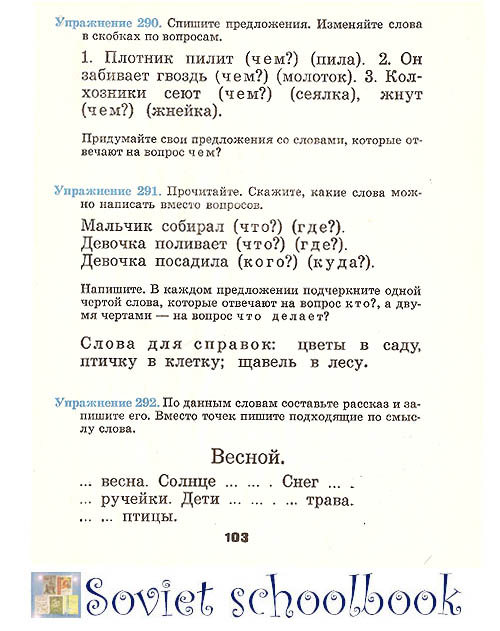 Упражнение 290. Спишите предложения. Изменяйте слова
в скобках по вопросам.
1. Плотник пилит (чем?) (пила). 2. Он
забивает гвоздь (чем?) (молоток). 3. Кол-
хозники сеют (чем?) (сеялка), жнут
(чем?) (жнейка).
Придумайте свои предложения со словами, которые от-
вечают на вопрос чем?
Упражнение 291. Прочитайте. Скажите, какие слова мож-
но написать вместо вопросов.
Мальчик собирал (что?) (где?).
Девочка поливает (что?) (где?).
Девочка посадила (кого?) (куда?).
Напишите. В каждом предложении подчеркните одной
чертой слова, которые отвечают на вопрос кто?, а дву-
мя чертами — на вопрос что делает?
Слова для справок: цветы в саду,
птичку в клетку; щавель в лесу.
Упражнение 292. По данным словам составьте рассказ и за-
пишите его. Вместо точек пишите подходящие по смыс-
лу слова.
Весной.
... весна. Солнце ... ... . Снег ... .
... ручейки. Дети ... ... . ... трава.
... ... птицы.
103
Soviet schoolbook